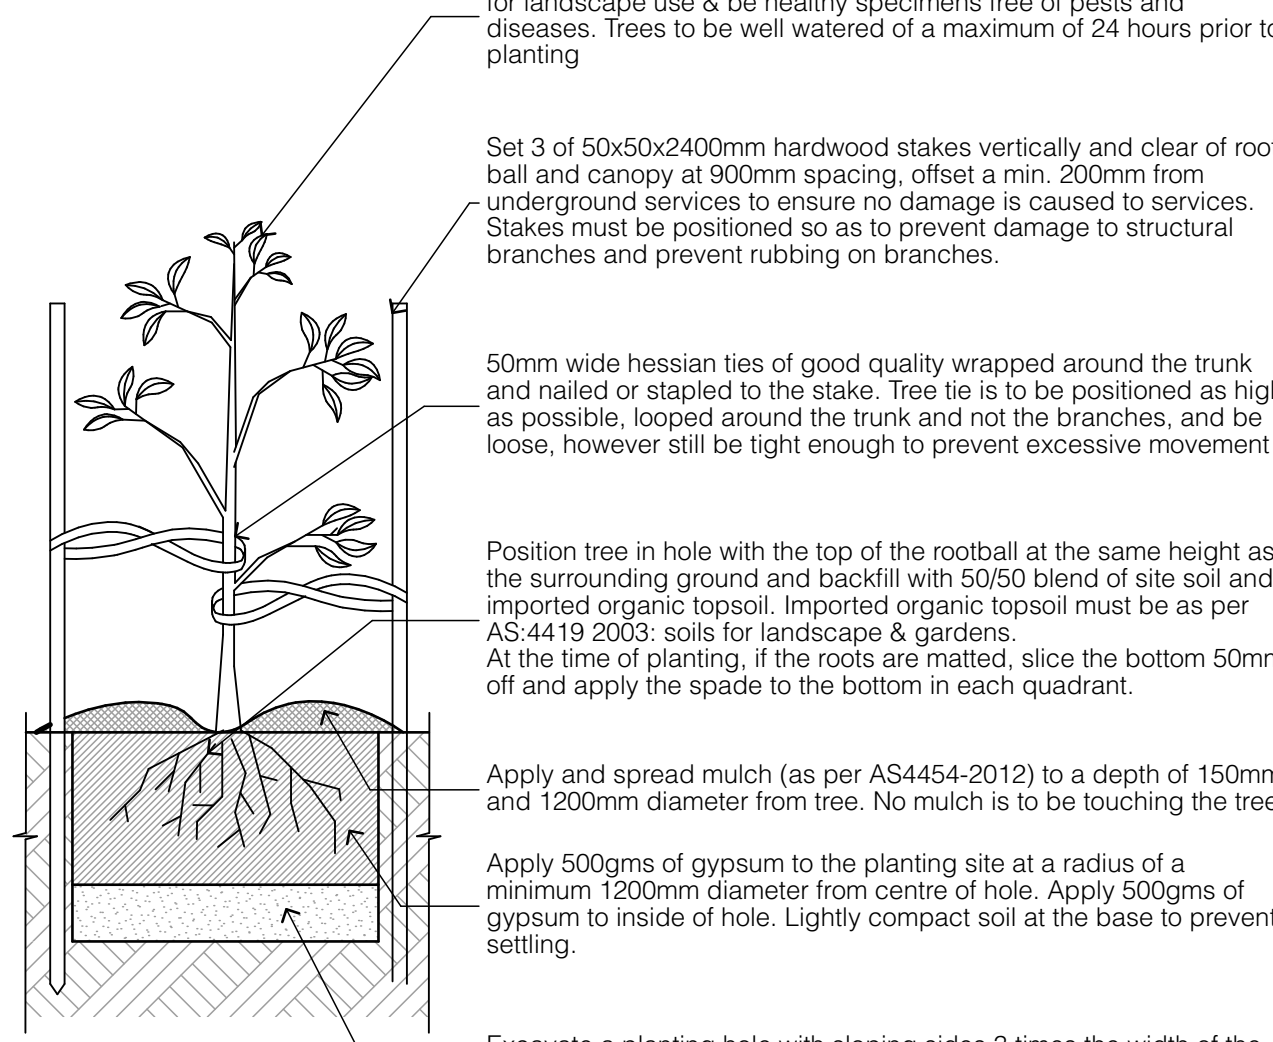 for landscape use & be healthy specimens free of pests and
diseases. Trees to be well watered of a maximum of 24 hours prior to
planting
Set 3 of 50x50x2400mm hardwood stakes vertically and clear of root
ball and canopy at 900mm spacing, offset a min. 200mm from
underground services to ensure no damage is caused to services.
Stakes must be positioned so as to prevent damage to structural
branches and prevent rubbing on branches.
50mm wide hessian ties of good quality wrapped around the trunk
and nailed or stapled to the stake. Tree tie is to be positioned as high
as possible, looped around the trunk and not the branches, and be
loose, however still be tight enough to prevent excessive movement
Position tree in hole with the top of the rootball at the same height as
the surrounding ground and backfill with 50/50 blend of site soil and
imported organic topsoil. Imported organic topsoil must be as per
AS:4419 2003: soils for landscape & gardens.
At the time of planting, if the roots are matted, slice the bottom 50mm
off and apply the spade to the bottom in each quadrant.
Apply and spread mulch (as per AS4454-2012) to a depth of 150mm
and 1200mm diameter from tree. No mulch is to be touching the tree
Apply 500gms of gypsum to the planting site at a radius of a
minimum 1200mm diameter from centre of hole. Apply 500gms of
gypsum to inside of hole. Lightly compact soil at the base to prevent
settling.
Excavate a planting hole with sloping sides 2 times the width of the